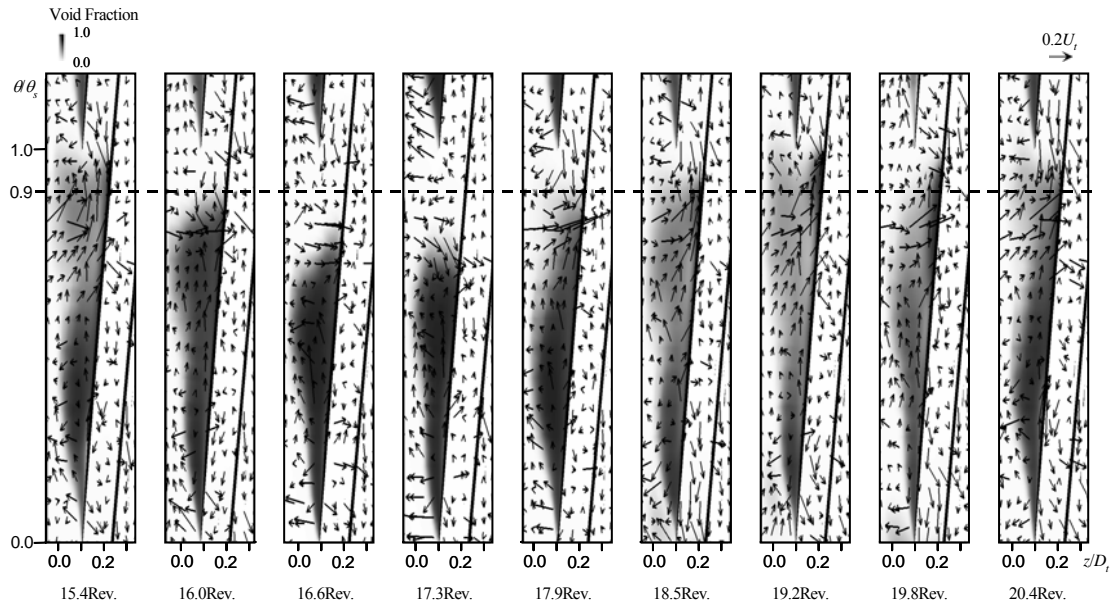 Void Fraction
1.0
0.0
0.2Ut
θ/θs
1.0
0.9
0.0
0.0 0.2 0.0 0.2 0.0 0.2 0.0 0.2 0.0 0.2 0.0 0.2 0.0 0.2 0.0 0.2 0.0 0.2 z/Dt
15.4Rev. 16.0Rev. 16.6Rev. 17.3Rev. 17.9Rev. 18.5Rev. 19.2Rev. 19.8Rev. 20.4Rev.